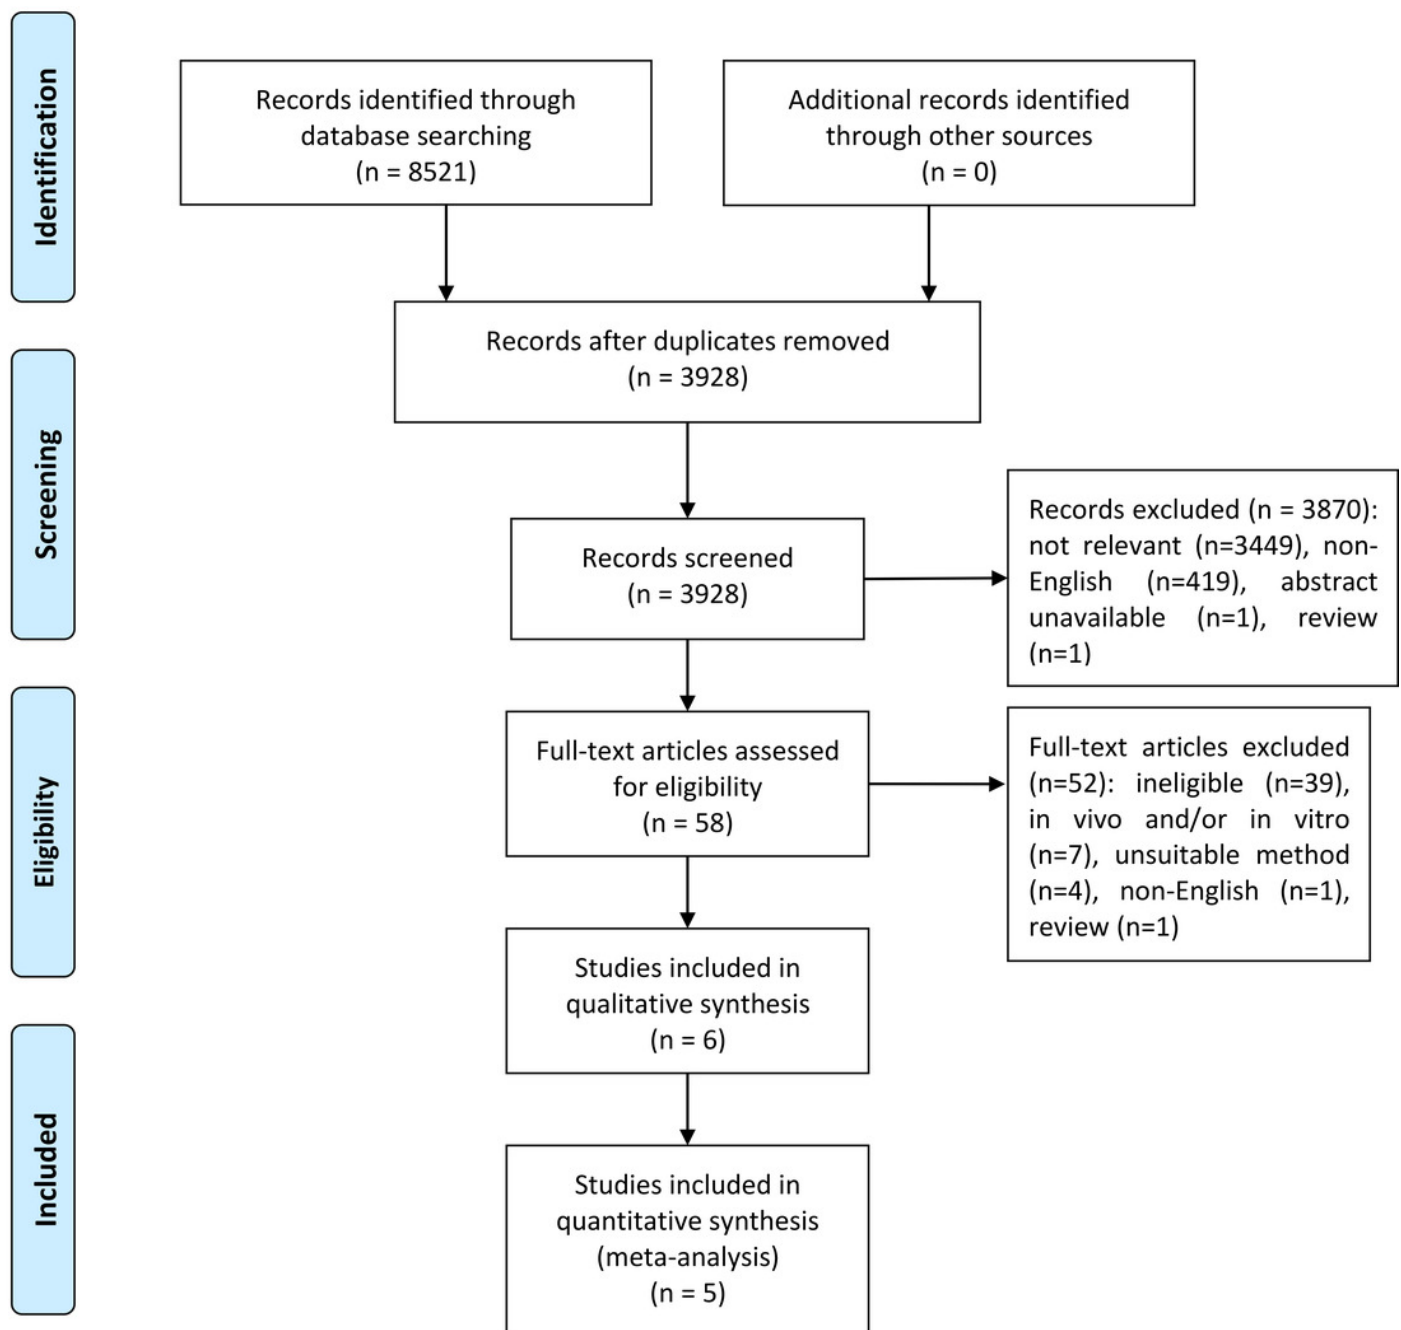 Identification
Records identified through
database searching
(n = 8521)
Additional records identified
through other sources
(n = 0)
Records after duplicates removed
(n = 3928)
Screening
Records screened
(n = 3928)
Records excluded (n = 3870):
not relevant (n=3449), non-
English (n=419), abstract
unavailable (n=1), review
(n=1)
Eligibility
Full-text articles assessed
for eligibility
(n = 58)
Full-text articles excluded
(n=52): ineligible (n=39),
in vivo and/or in vitro
(n=7), unsuitable method
(n=4), non-English (n=1),
review (n=1)
Studies included in
qualitative synthesis
(n = 6)
Included
Studies included in
quantitative synthesis
(meta-analysis)
(n = 5)